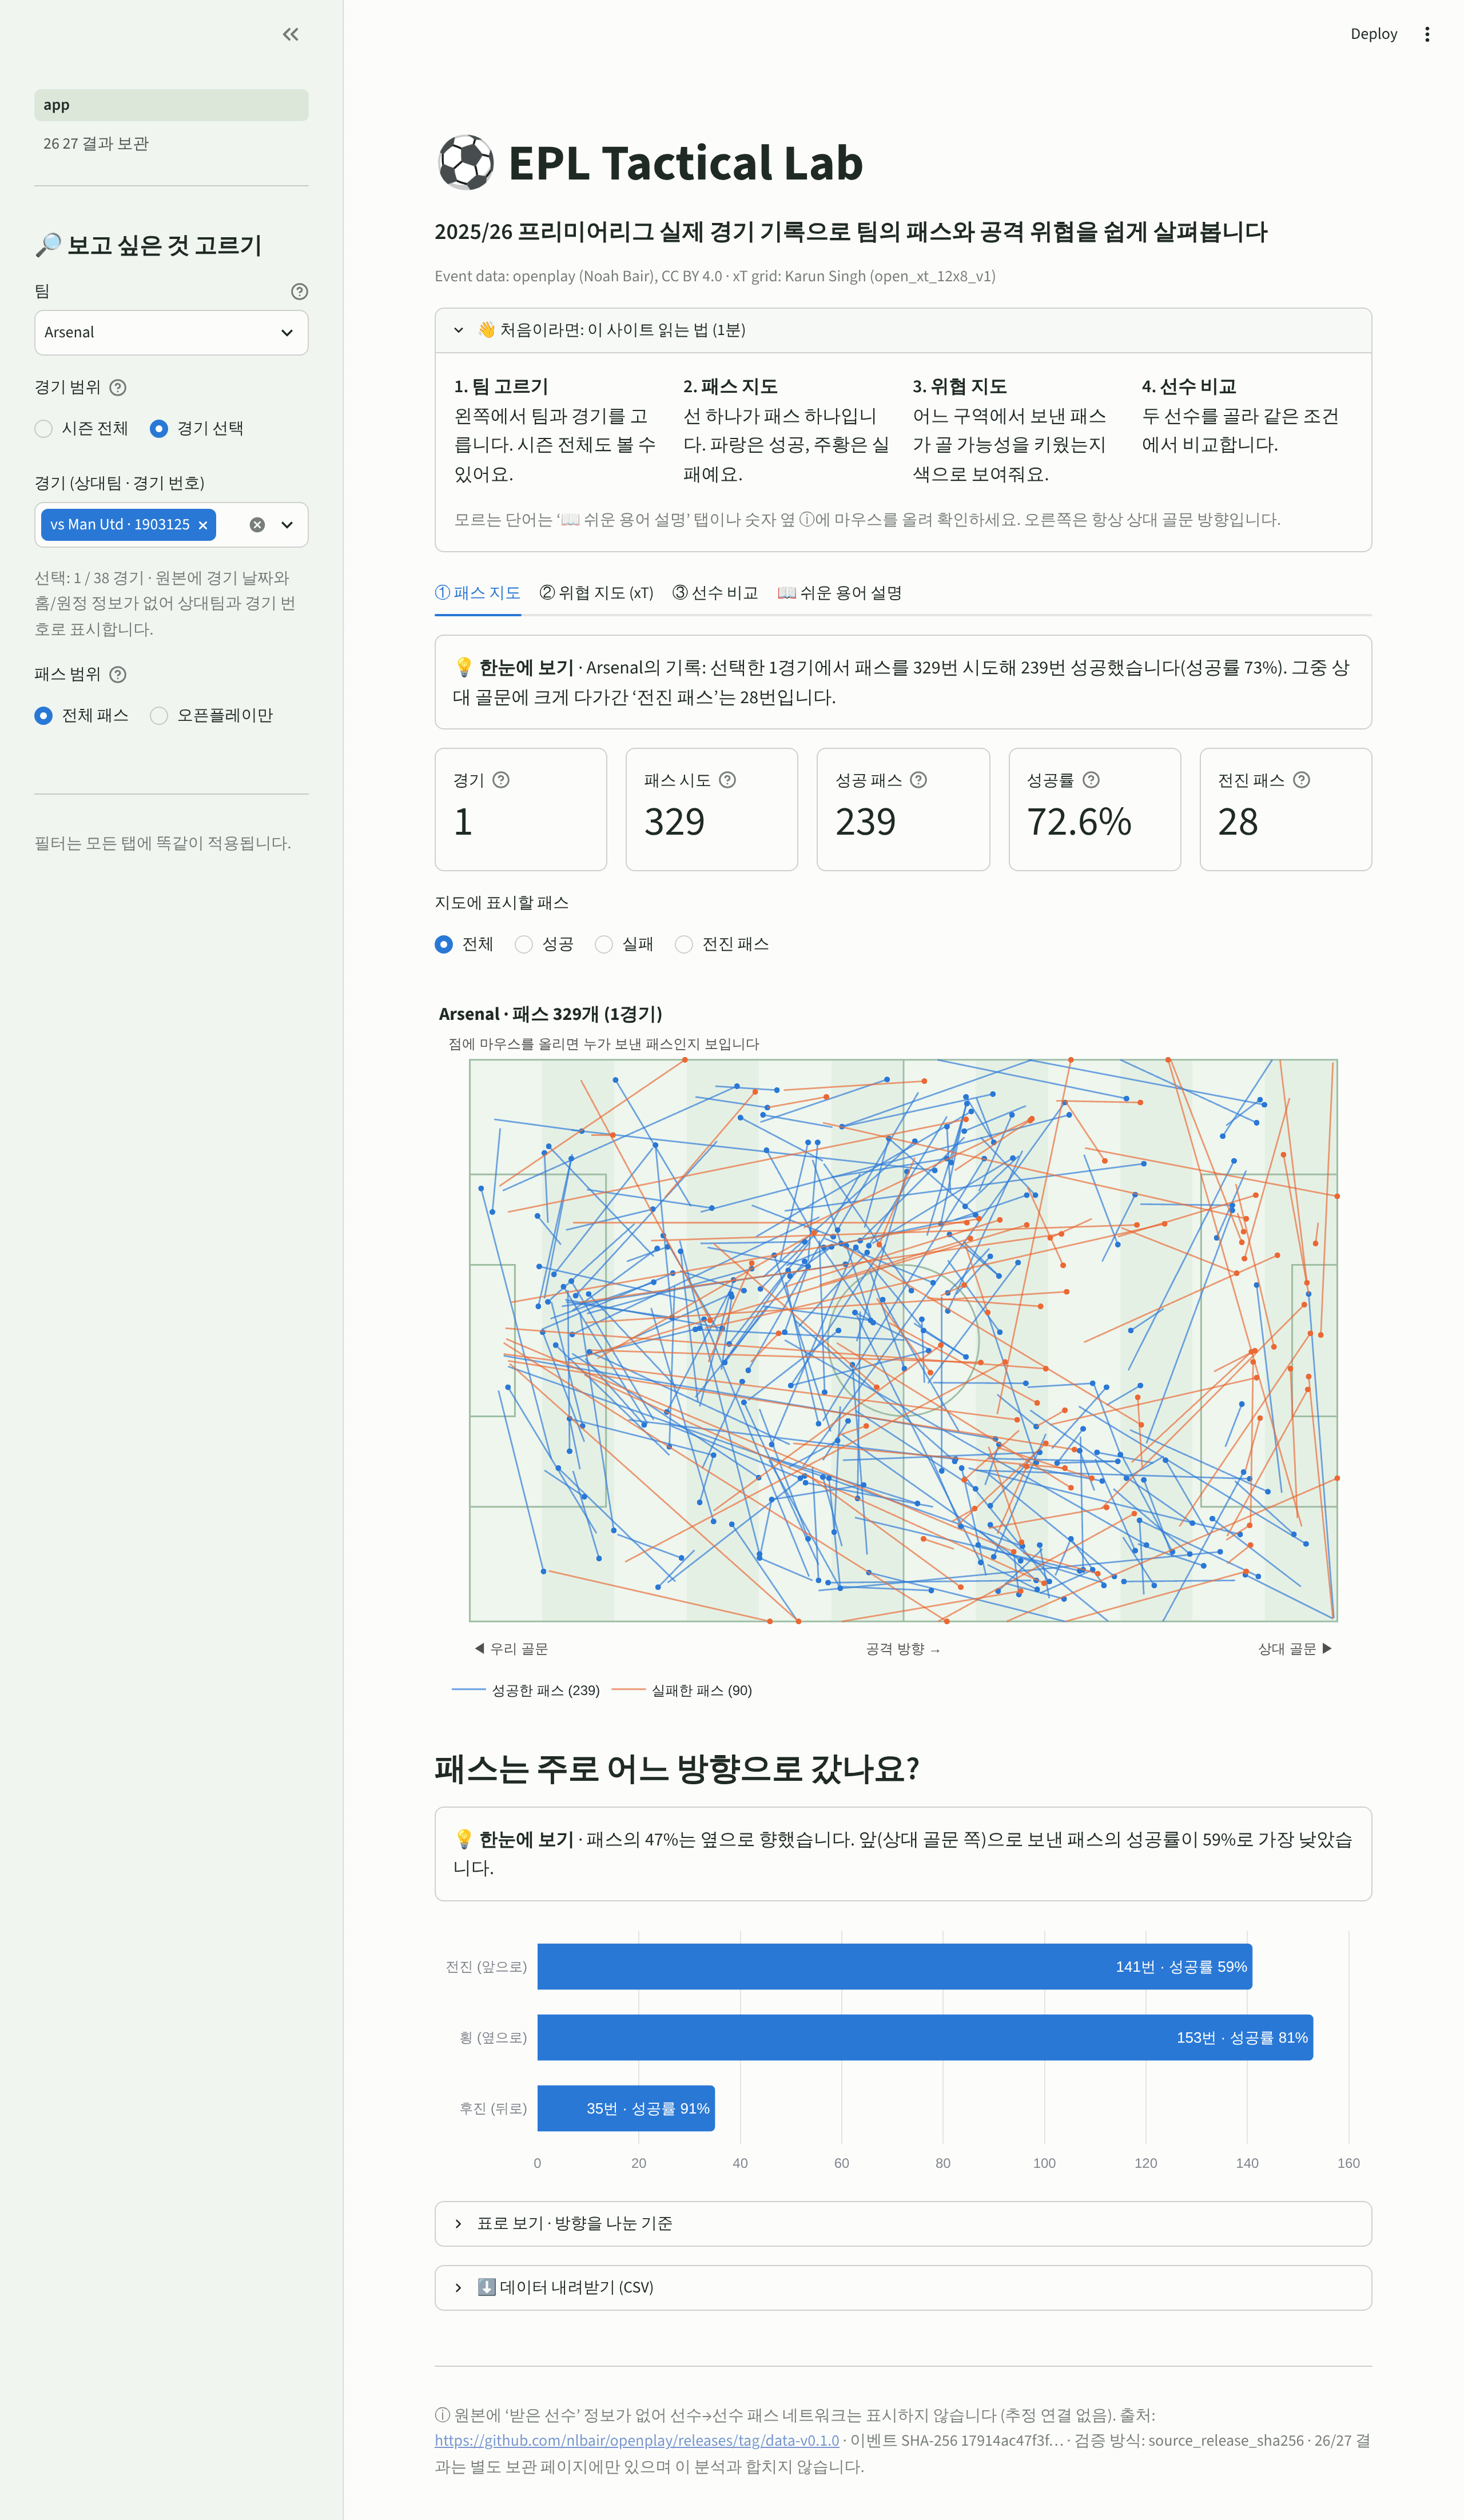 Deploy
app
26 27 결과 보관
🔎 보고 싶은 것 고르기
팀
Arsenal
경기 범위
시즌 전체
경기 선택
경기 (상대팀 · 경기 번호)
vs Man Utd · 1903125
선택: 1 / 38 경기 · 원본에 경기 날짜와
홈/원정 정보가 없어 상대팀과 경기 번
호로 표시합니다.
패스 범위
전체 패스
오픈플레이만
필터는 모든 탭에 똑같이 적용됩니다.
⚽ EPL Tactical Lab
2025/26 프리미어리그 실제 경기 기록으로 팀의 패스와 공격 위협을 쉽게 살펴봅니다
Event data: openplay (Noah Bair), CC BY 4.0 · xT grid: Karun Singh (open_xt_12x8_v1)
👋 처음이라면: 이 사이트 읽는 법 (1분)
1. 팀 고르기
왼쪽에서 팀과 경기를 고
릅니다. 시즌 전체도 볼 수
있어요.
2. 패스 지도
선 하나가 패스 하나입니
다. 파랑은 성공, 주황은 실
패예요.
3. 위협 지도
어느 구역에서 보낸 패스
가 골 가능성을 키웠는지
색으로 보여줘요.
4. 선수 비교
두 선수를 골라 같은 조건
에서 비교합니다.
모르는 단어는 ‘📖 쉬운 용어 설명’ 탭이나 숫자 옆 ⓘ에 마우스를 올려 확인하세요. 오른쪽은 항상 상대 골문 방향입니다.
① 패스 지도
② 위협 지도 (xT)
③ 선수 비교
📖 쉬운 용어 설명
💡 한눈에 보기 · Arsenal의 기록: 선택한 1경기에서 패스를 329번 시도해 239번 성공했습니다(성공률 73%). 그중 상
대 골문에 크게 다가간 ‘전진 패스’는 28번입니다.
경기
1
패스 시도
329
성공 패스
239
성공률
72.6%
전진 패스
28
지도에 표시할 패스
전체
성공
실패
전진 패스
Arsenal · 패스 329개 (1경기)
점에 마우스를 올리면 누가 보낸 패스인지 보입니다
◀ 우리 골문
공격 방향 →
상대 골문 ▶
성공한 패스 (239)
실패한 패스 (90)
패스는 주로 어느 방향으로 갔나요?
💡 한눈에 보기 · 패스의 47%는 옆으로 향했습니다. 앞(상대 골문 쪽)으로 보낸 패스의 성공률이 59%로 가장 낮았습
니다.
전진 (앞으로)
141번 · 성공률 59%
횡 (옆으로)
153번 · 성공률 81%
후진 (뒤로)
35번 · 성공률 91%
0 20 40 60 80 100 120 140 160
표로 보기 · 방향을 나눈 기준
⬇️ 데이터 내려받기 (CSV)
ⓘ 원본에 ‘받은 선수’ 정보가 없어 선수→선수 패스 네트워크는 표시하지 않습니다 (추정 연결 없음). 출처:
https://github.com/nlbair/openplay/releases/tag/data-v0.1.0 · 이벤트 SHA-256 17914ac47f3f… · 검증 방식: source_release_sha256 · 26/27 결
과는 별도 보관 페이지에만 있으며 이 분석과 합치지 않습니다.